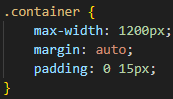 .container {
    max-width: 1200px;
    margin: auto;
    padding: 0 15px;
}